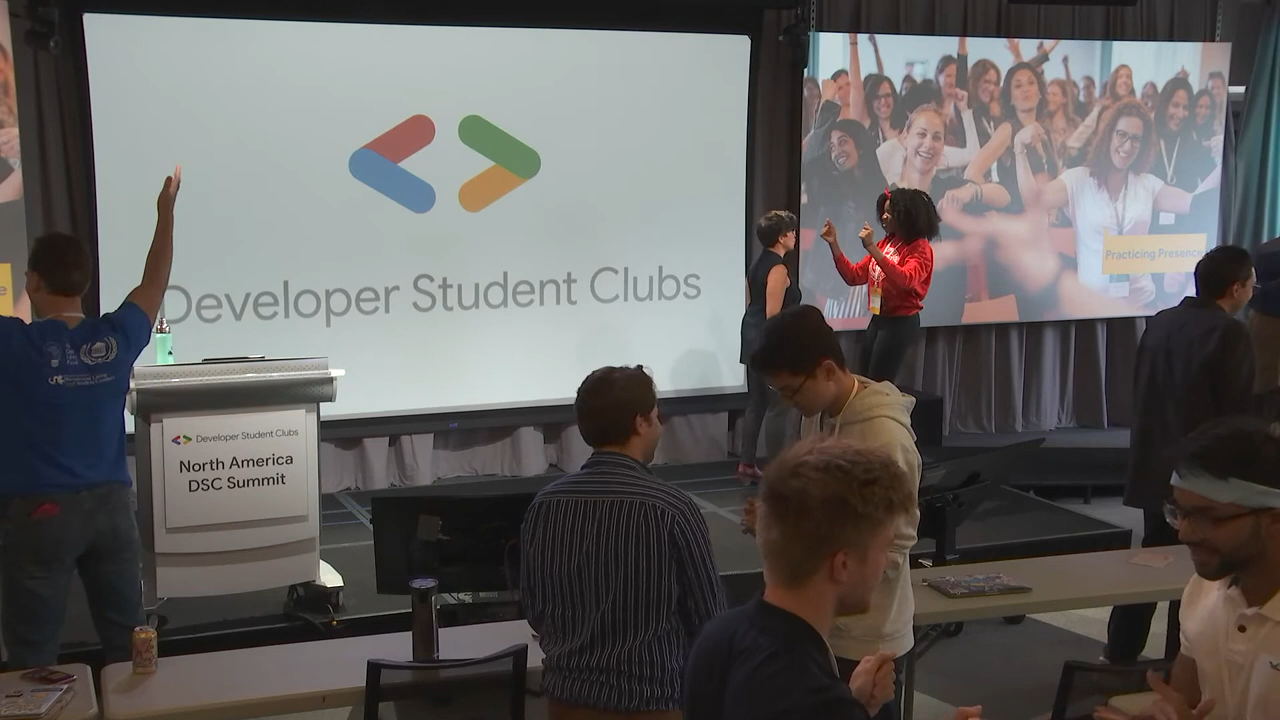 Developer Student Clubs
Practicing Presence
Developer Student Clubs
North America
DSC Summit